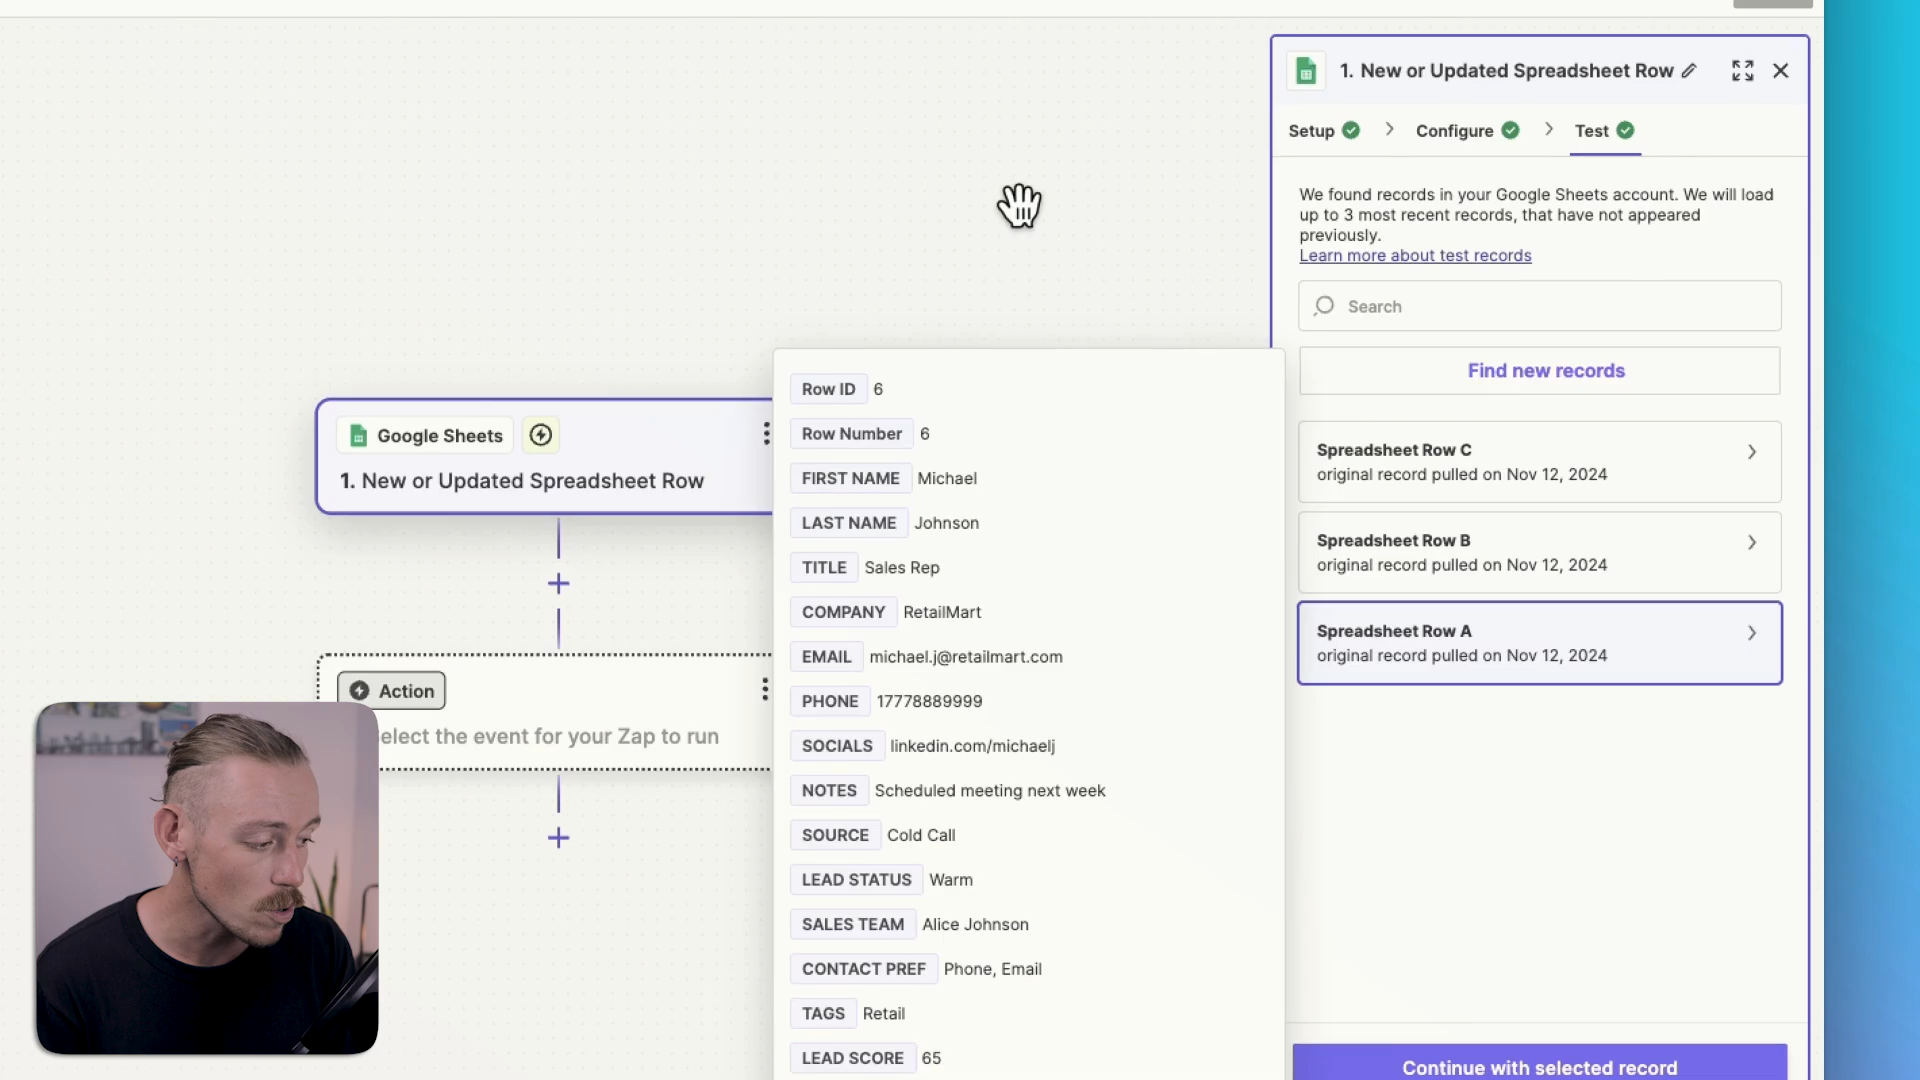 Google Sheets
1. New or Updated Spreadsheet Row
Action
elect the event for your Zap to run
Row ID 6
Row Number 6
FIRST NAME Michael
LAST NAME Johnson
TITLE Sales Rep
COMPANY RetailMart
EMAIL michael.j@retailmart.com
PHONE 17778889999
SOCIALS linkedin.com/michaelj
NOTES Scheduled meeting next week
SOURCE Cold Call
LEAD STATUS Warm
SALES TEAM Alice Johnson
CONTACT PREF Phone, Email
TAGS Retail
LEAD SCORE 65
1. New or Updated Spreadsheet Row
Setup > Configure > Test
We found records in your Google Sheets account. We will load
up to 3 most recent records, that have not appeared
previously.
Learn more about test records
Search
Find new records
Spreadsheet Row C
original record pulled on Nov 12, 2024
Spreadsheet Row B
original record pulled on Nov 12, 2024
Spreadsheet Row A
original record pulled on Nov 12, 2024
Continue with selected record